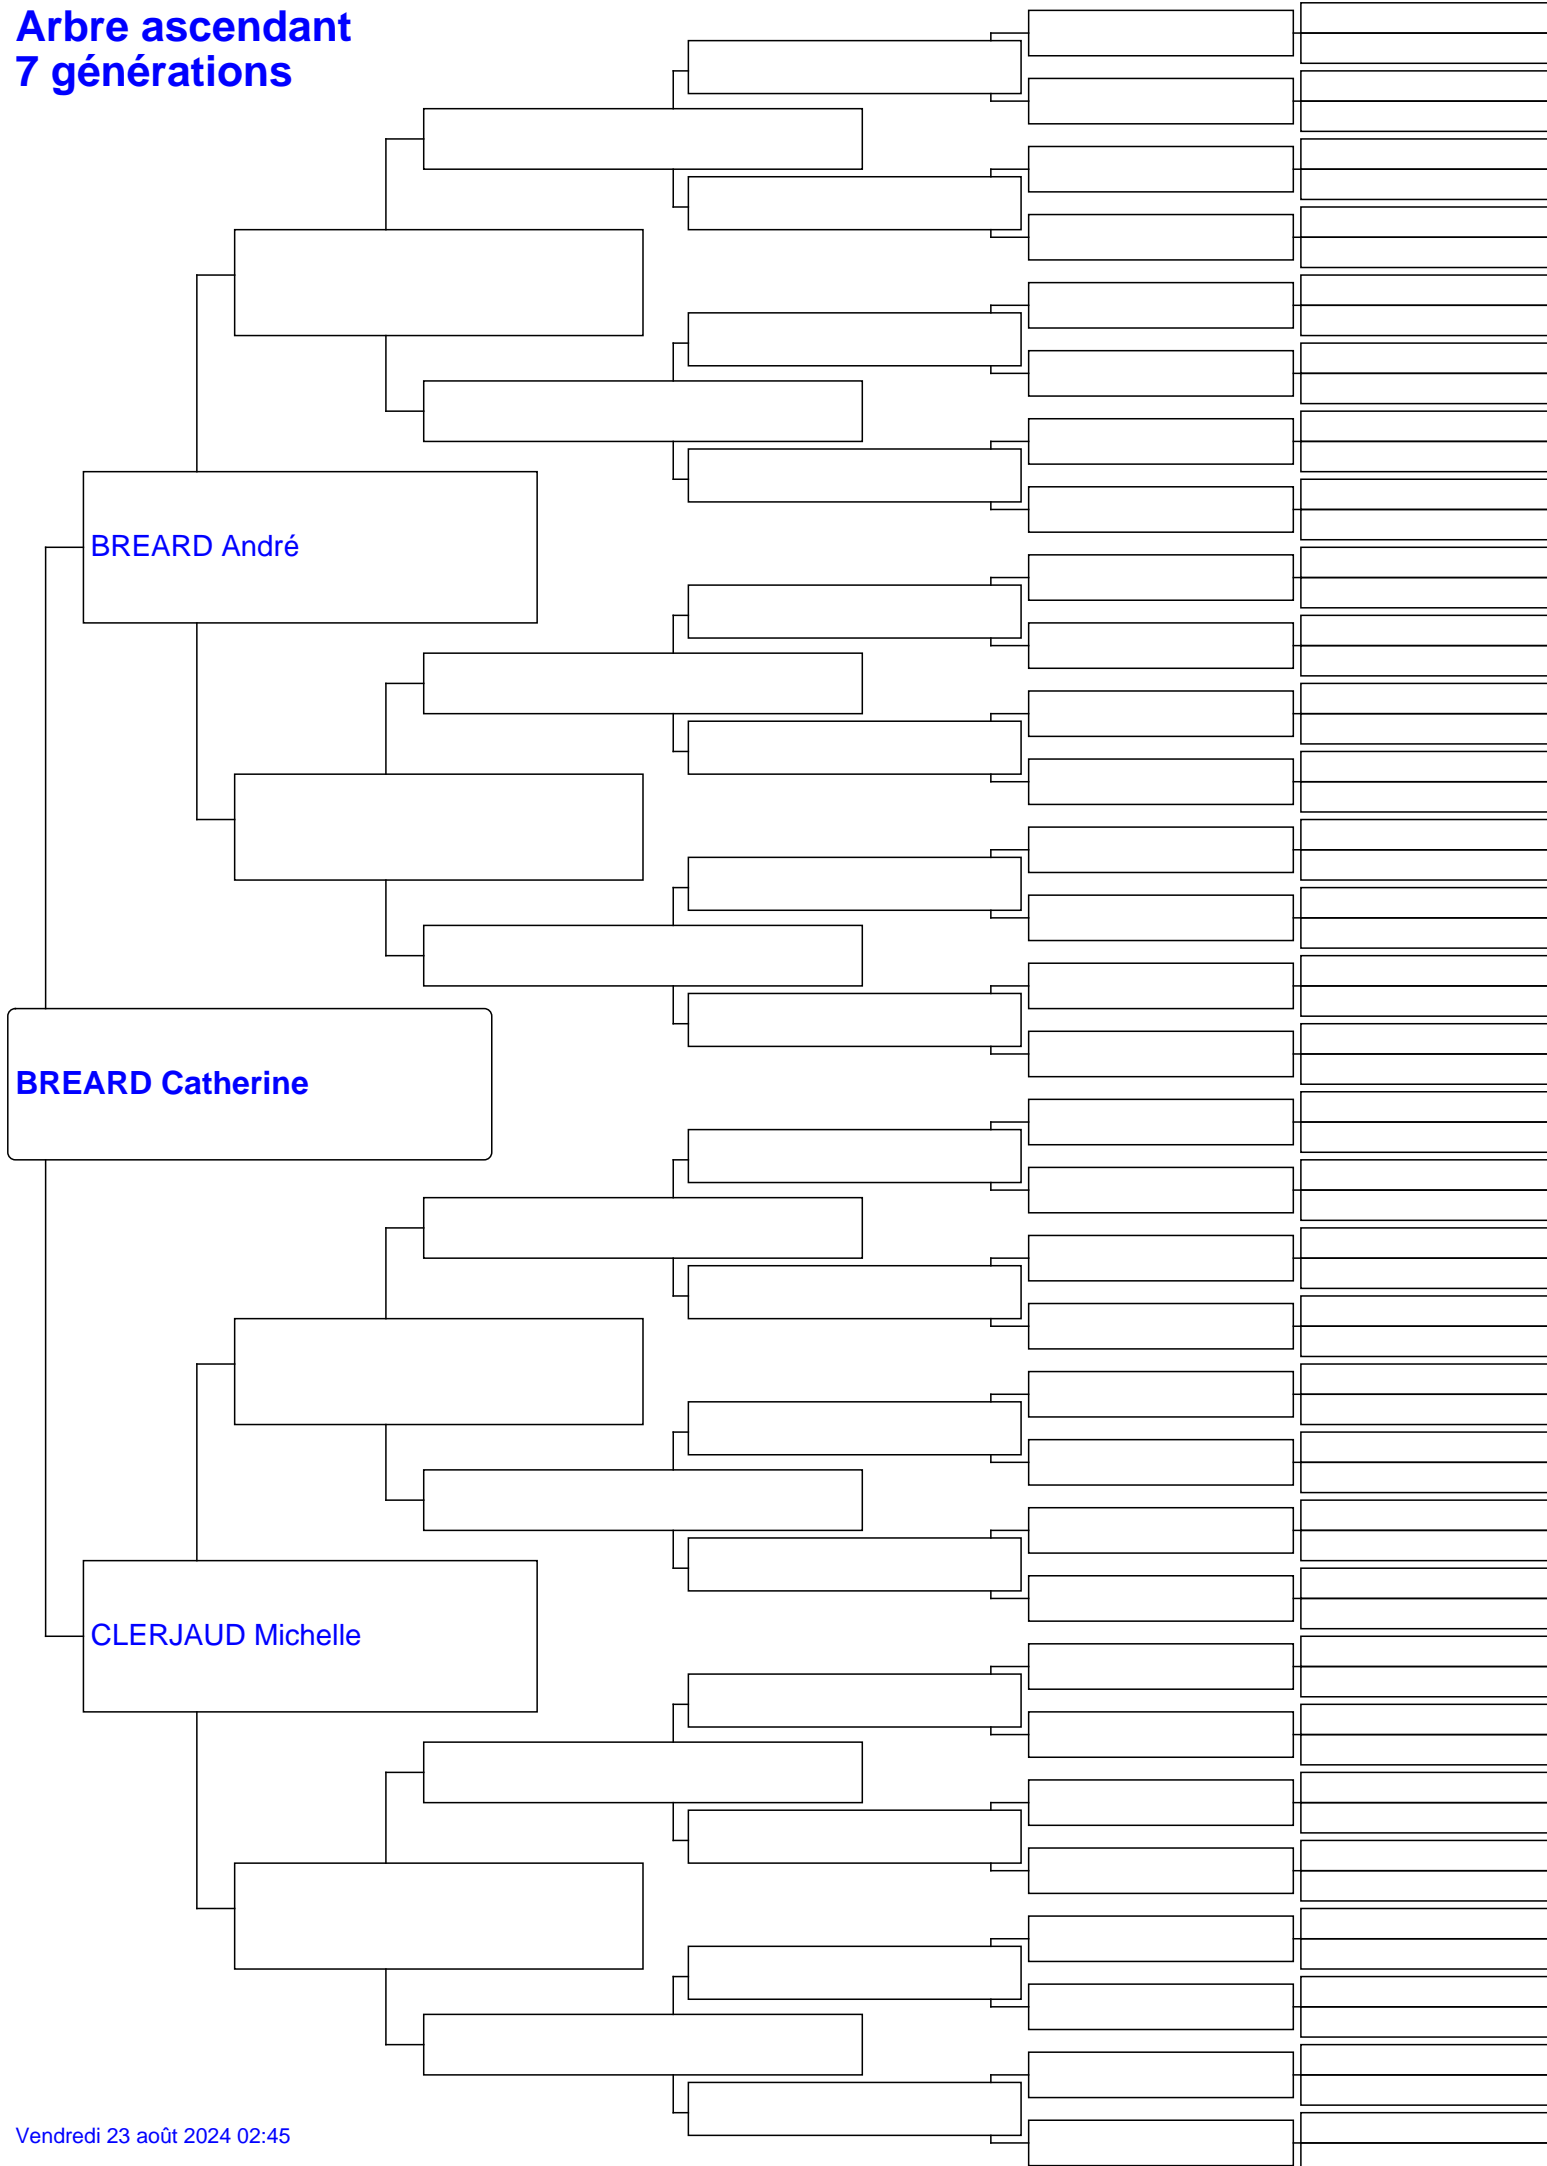 Arbre ascendant
7 générations
BREARD André
BREARD Catherine
CLERJAUD Michelle
Vendredi 23 août 2024 02:45